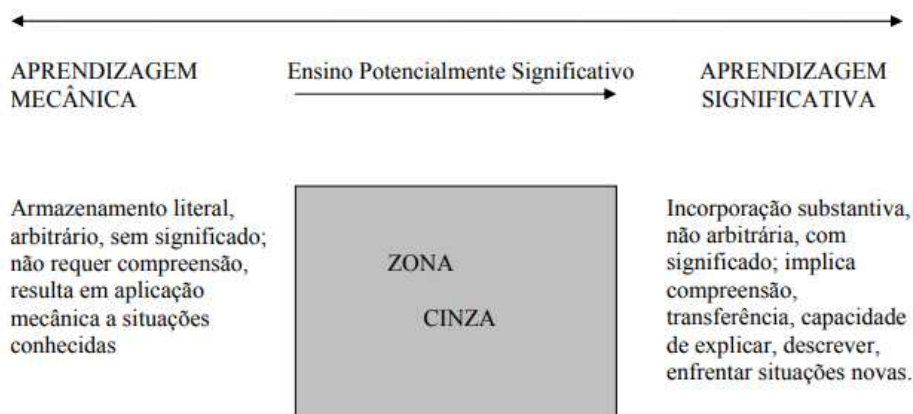 APRENDIZAGEM
MECÂNICA
Ensino Potencialmente Significativo
APRENDIZAGEM
SIGNIFICATIVA
Armazenamento literal,
arbitrário, sem significado;
não requer compreensão,
resulta em aplicação
mecânica a situações
conhecidas
ZONA
CINZA
Incorporação substantiva,
não arbitrária, com
significado; implica
compreensão,
transferência, capacidade
de explicar, descrever,
enfrentar situações novas.